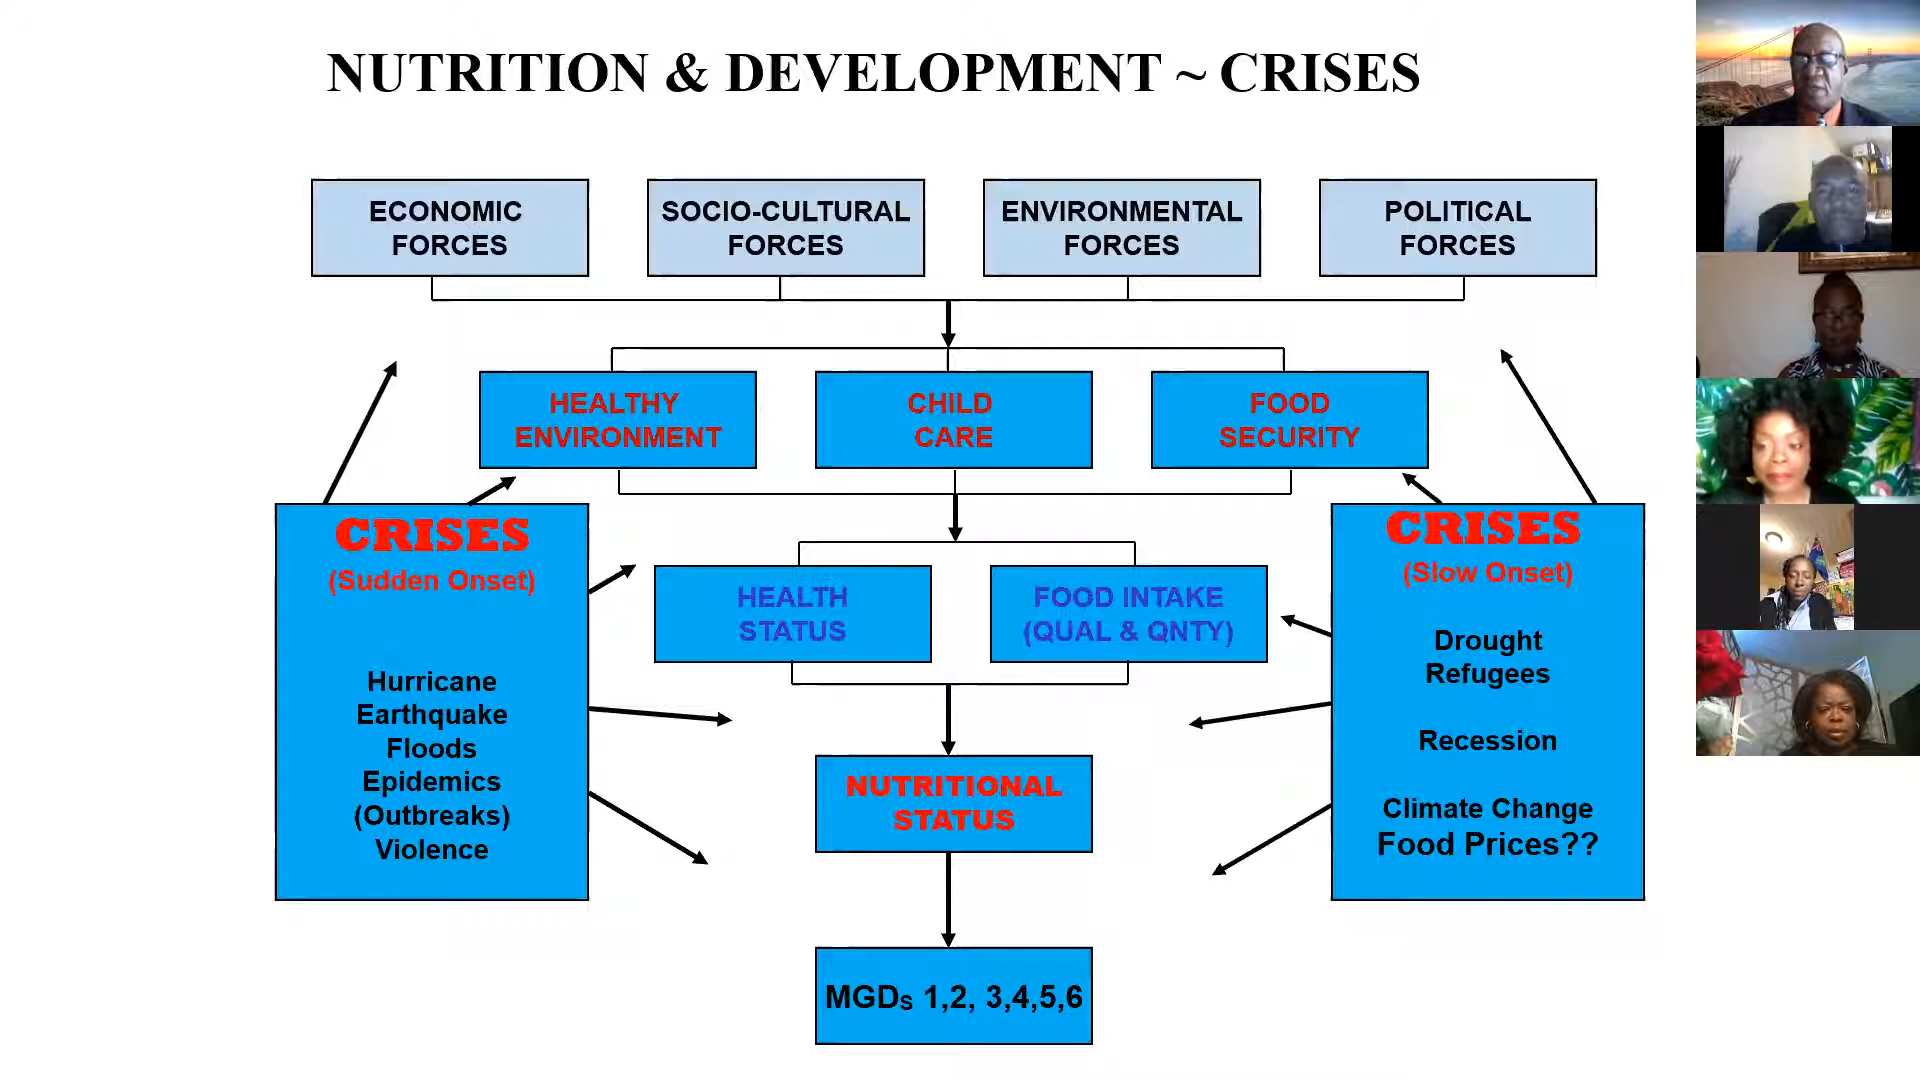 NUTRITION & DEVELOPMENT ~ CRISES
ECONOMIC
FORCES
SOCIO-CULTURAL
FORCES
ENVIRONMENTAL
FORCES
POLITICAL
FORCES
HEALTHY
ENVIRONMENT
CHILD
CARE
FOOD
SECURITY
CRISES
(Sudden Onset)
Hurricane
Earthquake
Floods
Epidemics
(Outbreaks)
Violence
HEALTH
STATUS
FOOD INTAKE
(QUAL & QNTY)
CRISES
(Slow Onset)
Drought
Refugees
Recession
Climate Change
Food Prices??
NUTRITIONAL
STATUS
MGDs 1,2, 3,4,5,6